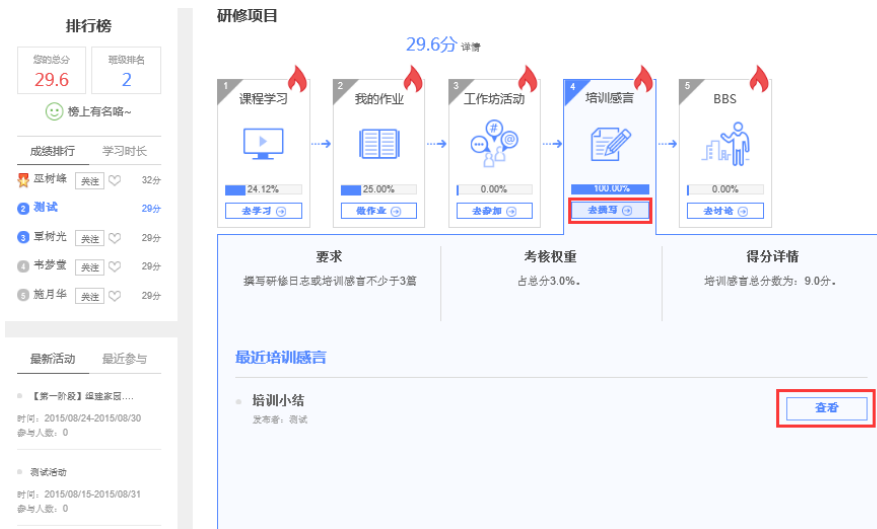 排行榜
您的总分
29.6
班级排名
2
榜上有名咯~
成绩排行 学习时长
巫树峰 关注 32分
2 测试 29分
3 覃树光 关注 29分
4 韦梦萱 关注 29分
5 施月华 关注 29分
最新活动 最近参与
【第一阶段】组建家园....
时间：2015/08/24-2015/08/30
参与人数：0
测试活动
时间：2015/08/15-2015/08/31
参与人数：0
研修项目
29.6分 详情
1 课程学习
24.12%
去学习
2 我的作业
25.00%
做作业
3 工作坊活动
0.00%
去参加
4 培训感言
100.00%
去撰写
5 BBS
0.00%
去讨论
要求
撰写研修日志或培训感言不少于3篇
考核权重
占总分3.0%。
得分详情
培训感言总分数为：9.0分。
最近培训感言
培训小结
发布者：测试
查看